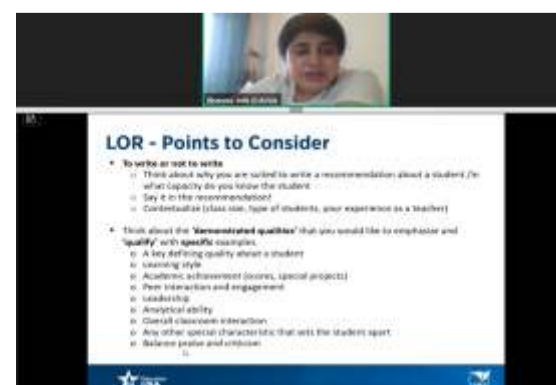 LOR - Points to Consider
• To write or not to write
o Think about why you are suited to write a recommendation about a student /in
what capacity do you know the student
o Say it in the recommendation!
o Contextualize (class size, type of students, your experience as a teacher)
• Think about the 'demonstrated qualities' that you would like to emphasize and
'qualify' with specific examples.
o A key defining quality about a student
o Learning style
o Academic achievement (scores, special projects)
o Peer interaction and engagement
o Leadership
o Analytical ability
o Overall classroom interaction
o Any other special characteristic that sets the student apart
o Balance praise and criticism
USA